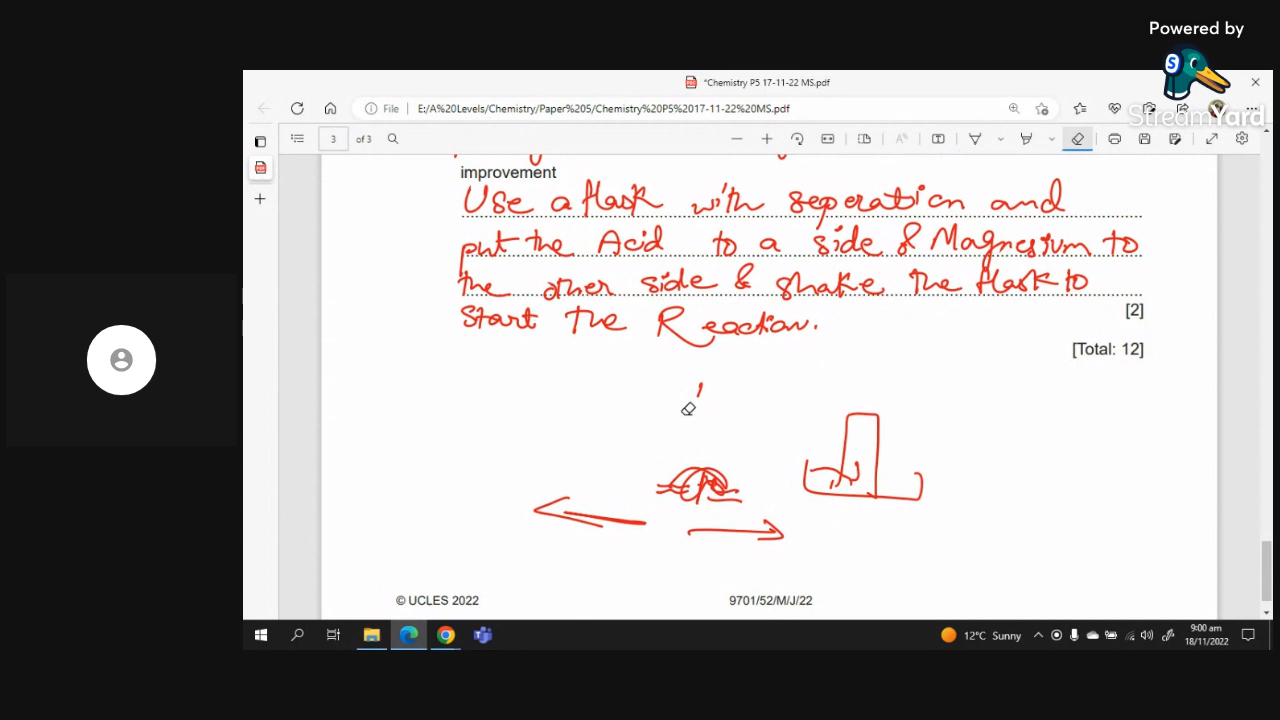 Powered by
S
StreamYard
*Chemistry P5 17-11-22 MS.pdf
File
E:/A%20Levels/Chemistry/Paper%205/Chemistry%20P5%2017-11-22%20MS.pdf
3 of 3
improvement
Use a flask with seperation and
put the Acid to a side & Magnesium to
the other side & shake the flask to
[2]
Start the Reaction.
[Total: 12]
© UCLES 2022
9701/52/M/J/22
12°C Sunny
9:00 am
18/11/2022